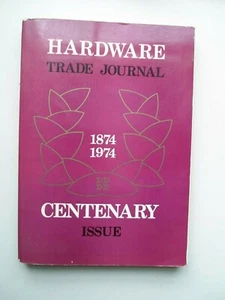 HARDWARE
TRADE JOURNAL
1874
1974
CENTENARY
ISSUE